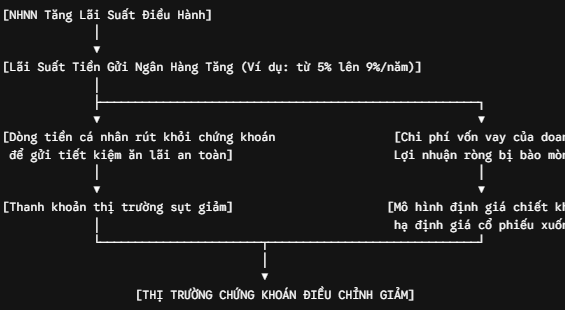 [NHNN Tăng Lãi Suất Điều Hành]
[Lãi Suất Tiền Gửi Ngân Hàng Tăng (Ví dụ: từ 5% lên 9%/năm)]
[Dòng tiền cá nhân rút khỏi chứng khoán
để gửi tiết kiệm ăn lãi an toàn]
[Chi phí vốn vay của doan
Lợi nhuận ròng bị bào mòn
[Thanh khoản thị trường sụt giảm]
[Mô hình định giá chiết kh
hạ định giá cổ phiếu xuốn
[THỊ TRƯỜNG CHỨNG KHOÁN ĐIỀU CHỈNH GIẢM]